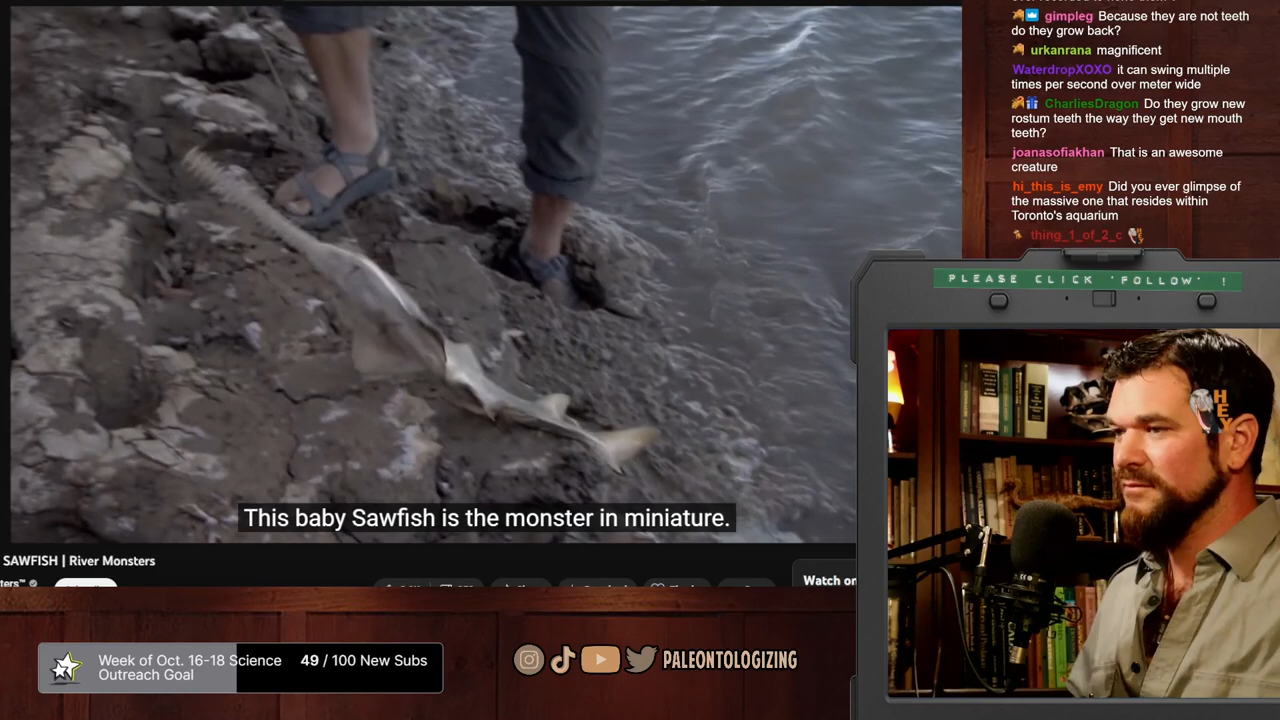 gimpleg Because they are not teeth
do they grow back?
urkanrana magnificent
WaterdropXOXO it can swing multiple
times per second over meter wide
CharliesDragon Do they grow new
rostum teeth the way they get new mouth
teeth?
joanasofiakhan That is an awesome
creature
hi_this_is_emy Did you ever glimpse of
the massive one that resides within
Toronto's aquarium
thing_1_of_2_c
PLEASE CLICK "FOLLOW" !
HEY
This baby Sawfish is the monster in miniature.
SAWFISH | River Monsters
Watch on
Week of Oct. 16-18 Science 49 / 100 New Subs
Outreach Goal
PALEONTOLOGIZING